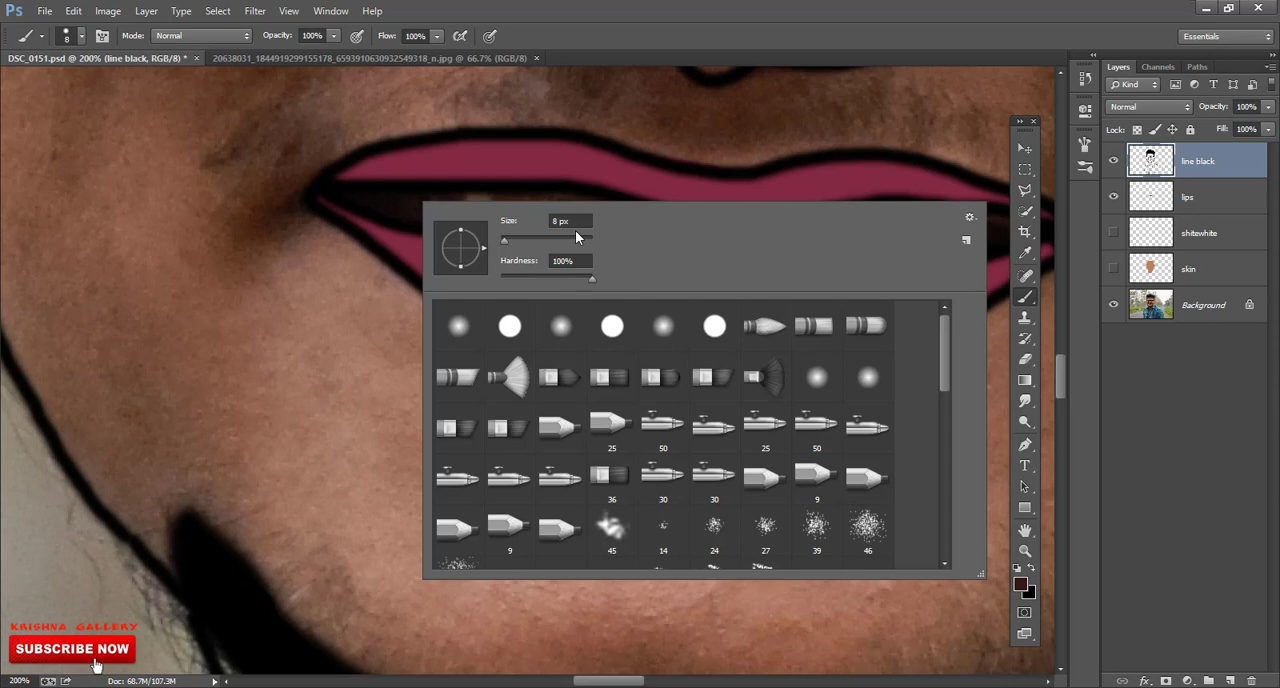 Ps File Edit Image Layer Type Select Filter View Window Help
8 Mode: Normal Opacity: 100% Flow: 100% Essentials
DSC_0151.psd @ 200% (line black, RGB/8) * × 20638031_1844919299155178_6593910630932549318_n.jpg @ 66.7% (RGB/8) ×
Layers Channels Paths
Kind
Normal Opacity: 100%
Lock: Fill: 100%
line black
lips
shitewhite
skin
Background
Size: 8 px
Hardness: 100%
25 50 25 50
36 30 30 9
9 45 14 24 27 39 46
KRISHNA GALLERY
SUBSCRIBE NOW
200% Doc: 68.7M/107.3M